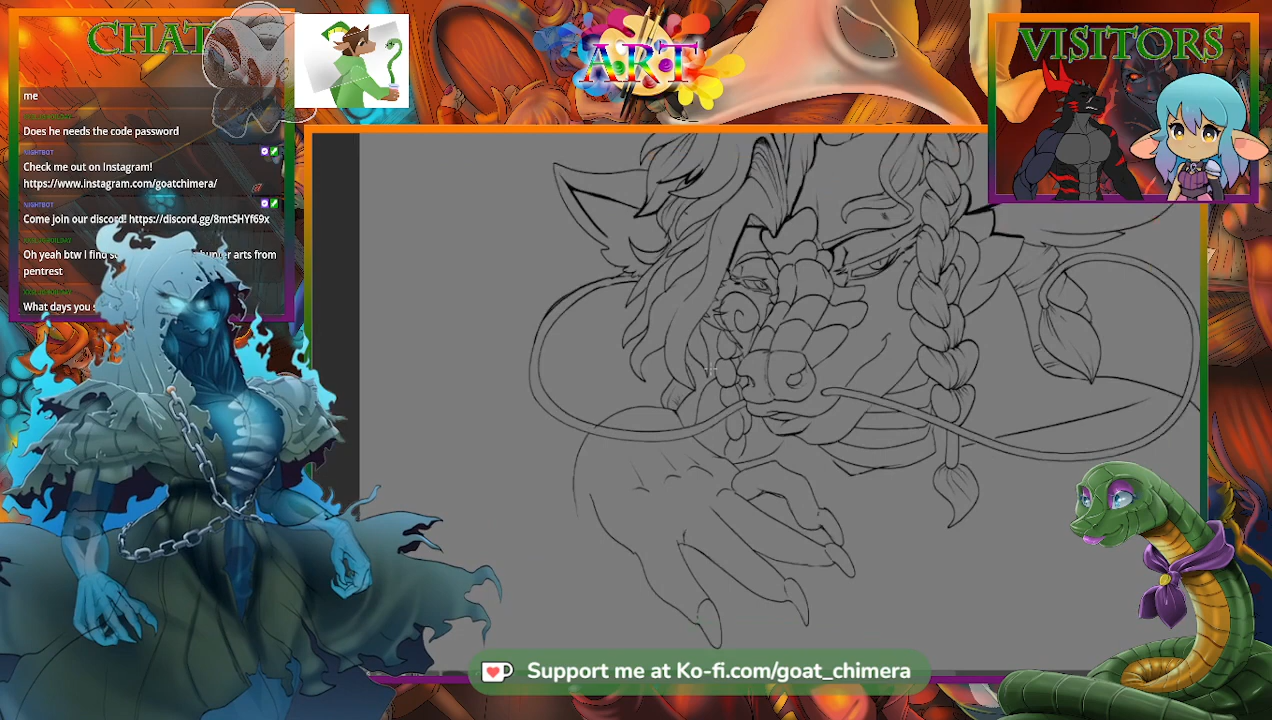 CHAT
me
Does he needs the code password
NIGHTBOT
Check me out on Instagram!
https://www.instagram.com/goatchimera/
NIGHTBOT
Come join our discord! https://discord.gg/8mtSHYf69x
Oh yeah btw I find arts from
pentrest
What days you
ART
VISITORS
Support me at Ko-fi.com/goat_chimera